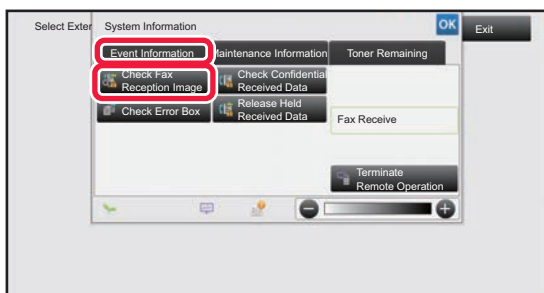 Select Exter
System Information
OK
Exit
Event Information
Maintenance Information
Toner Remaining
Check Fax
Reception Image
Check Confidential
Received Data
Check Error Box
Release Held
Received Data
Fax Receive
Terminate
Remote Operation